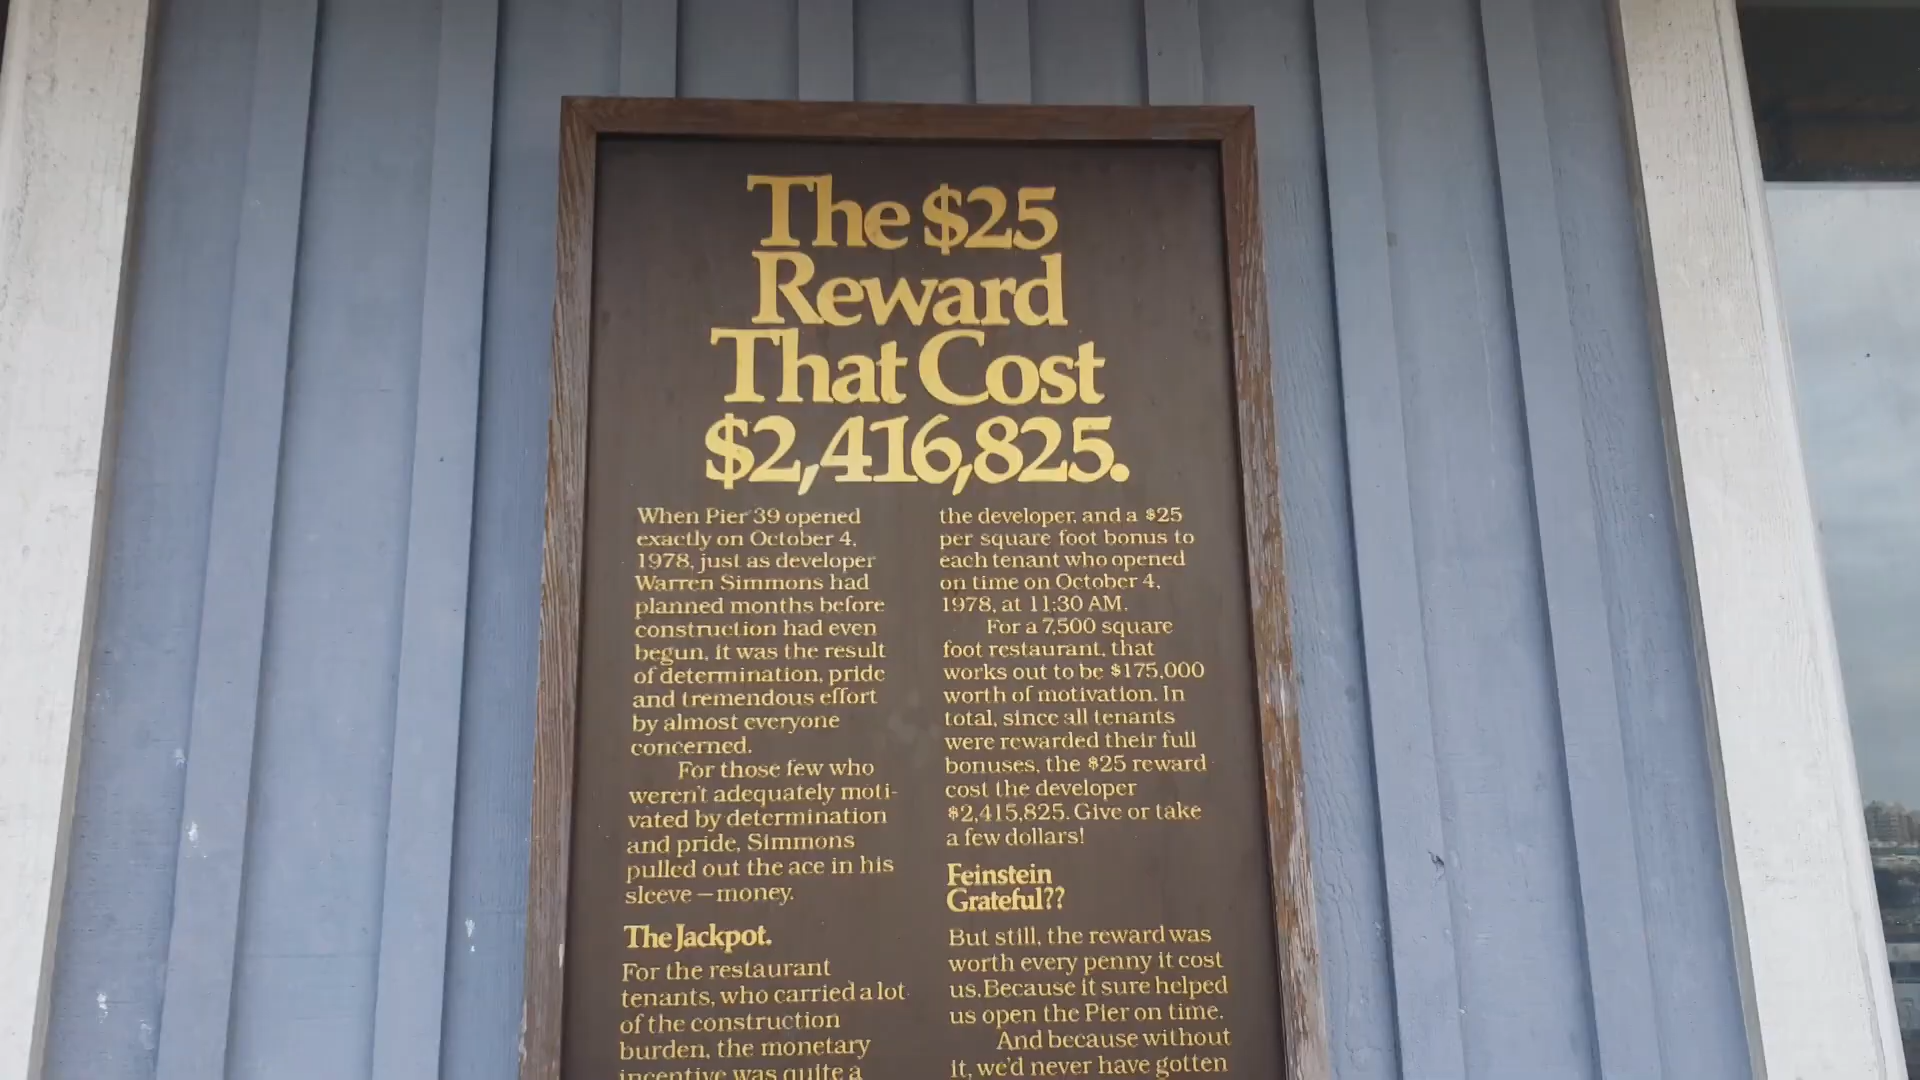 The $25
Reward
That Cost
$2,416,825.
When Pier 39 opened
exactly on October 4,
1978, just as developer
Warren Simmons had
planned months before
construction had even
begun, it was the result
of determination, pride
and tremendous effort
by almost everyone
concerned.
For those few who
weren't adequately moti-
vated by determination
and pride, Simmons
pulled out the ace in his
sleeve — money.
The Jackpot.
For the restaurant
tenants, who carried a lot
of the construction
burden, the monetary
incentive was quite a
the developer, and a $25
per square foot bonus to
each tenant who opened
on time on October 4,
1978, at 11:30 AM.
For a 7,500 square
foot restaurant, that
works out to be $175,000
worth of motivation. In
total, since all tenants
were rewarded their full
bonuses, the $25 reward
cost the developer
$2,415,825. Give or take
a few dollars!
Feinstein
Grateful??
But still, the reward was
worth every penny it cost
us. Because it sure helped
us open the Pier on time.
And because without
it, we'd never have gotten